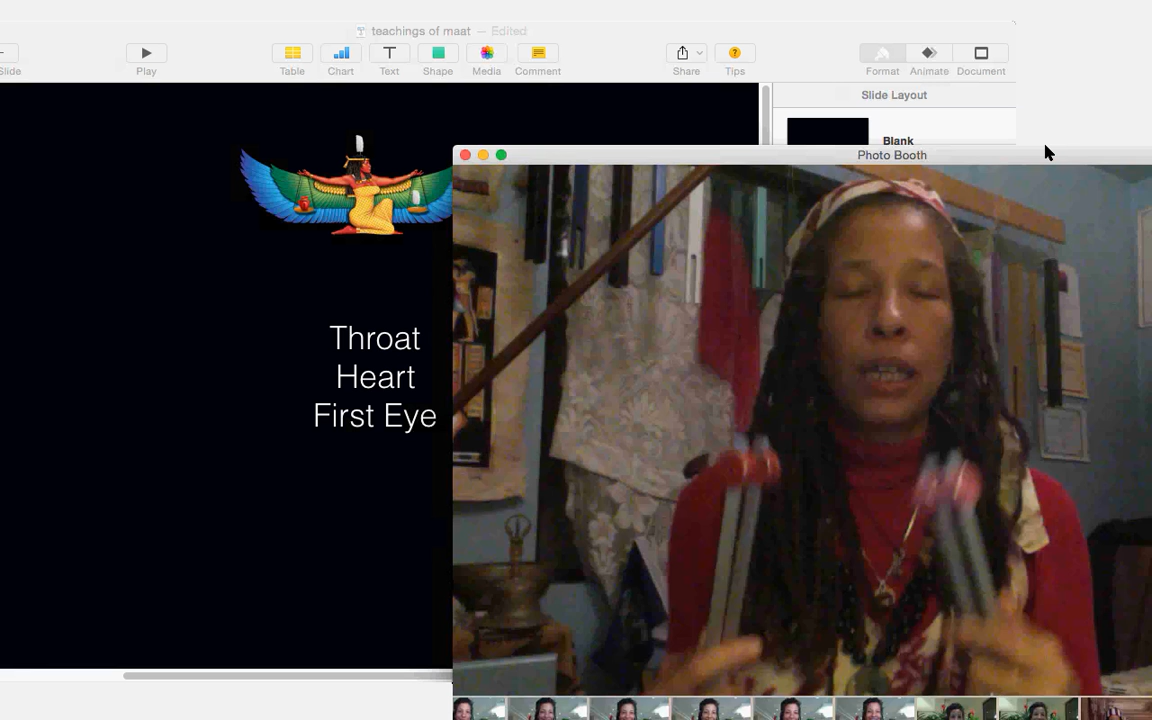 teachings of maat — Edited
Slide
Play
Table
Chart
Text
Shape
Media
Comment
Share
Tips
Format
Animate
Document
Slide Layout
Blank
Photo Booth
Throat
Heart
First Eye